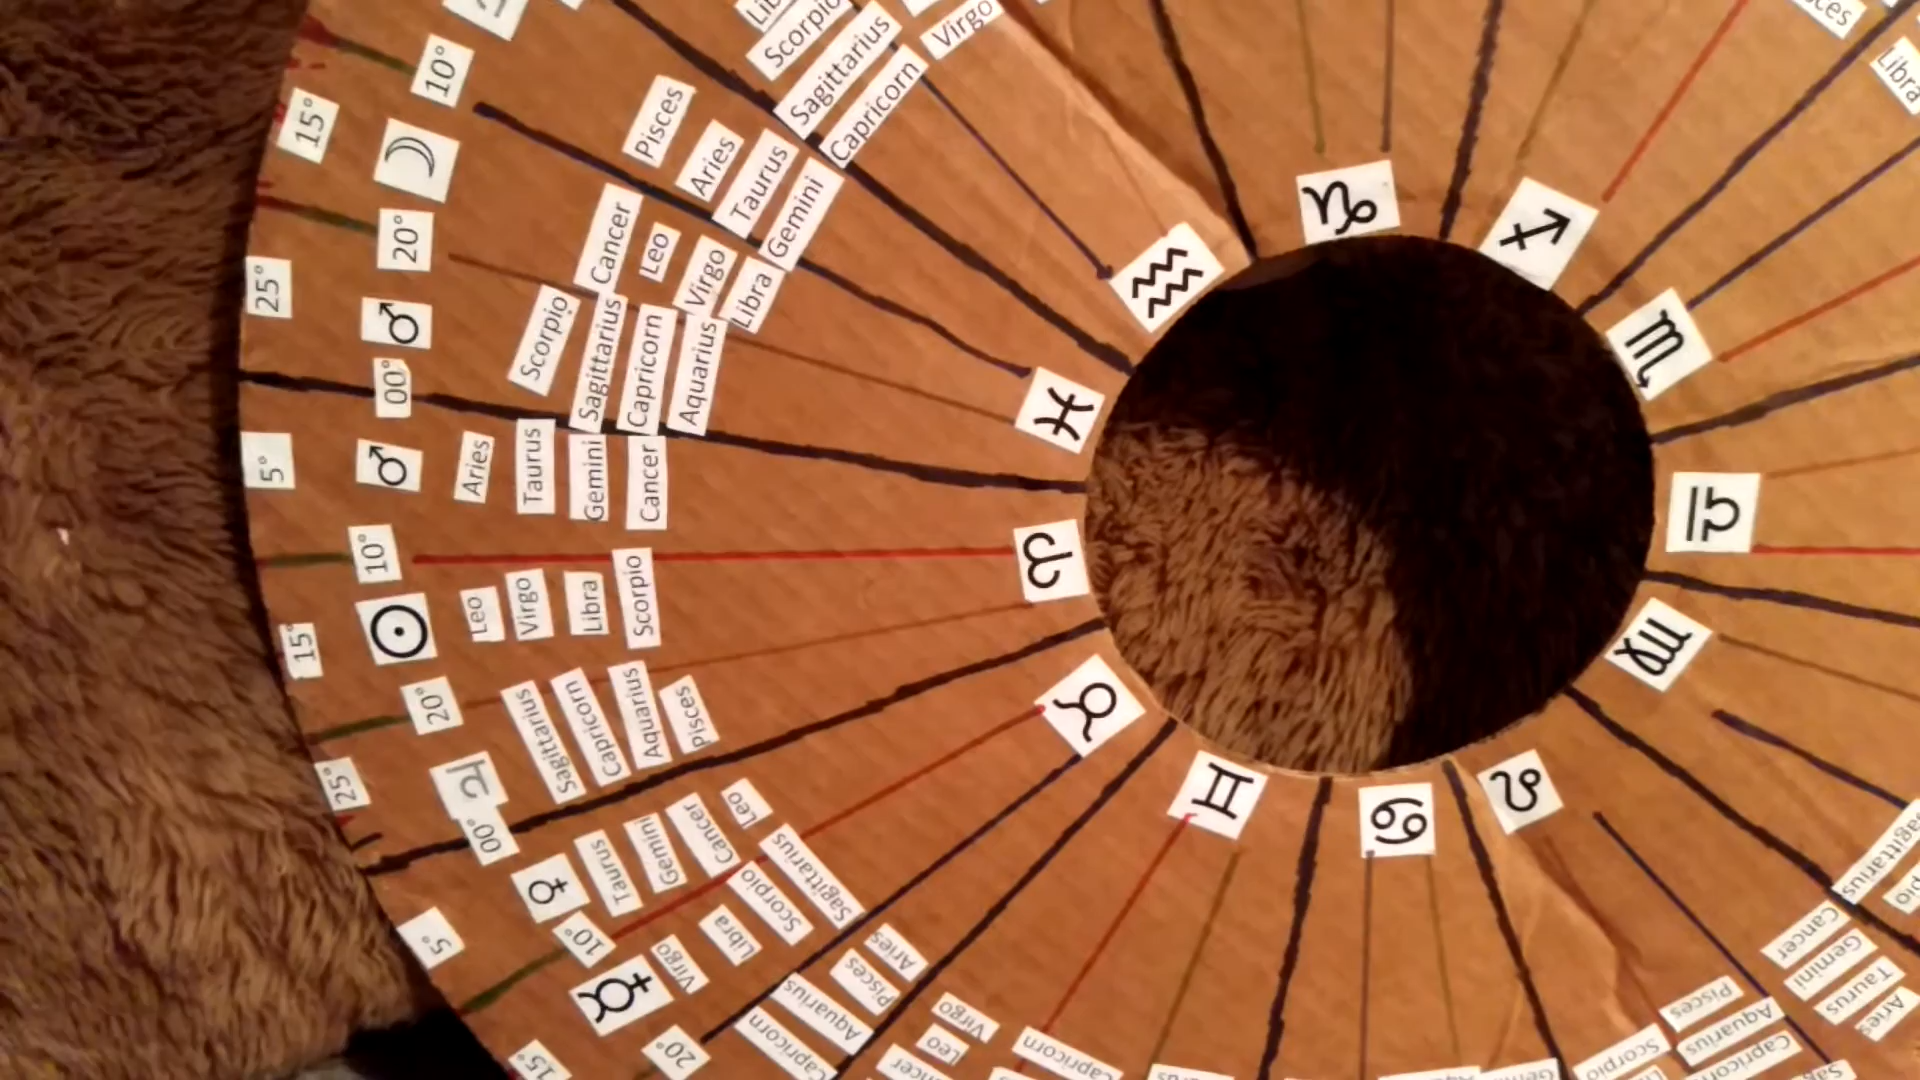 10°
15°
20°
25°
00°
5°
10°
15°
20°
25°
00°
5°
10°
15°
20°
Scorpio
Sagittarius
Capricorn
Virgo
Pisces
Aries
Taurus
Gemini
Cancer
Leo
Virgo
Libra
Scorpio
Sagittarius
Capricorn
Aquarius
Aries
Taurus
Gemini
Cancer
Leo
Virgo
Libra
Scorpio
Sagittarius
Capricorn
Aquarius
Pisces
Taurus
Gemini
Cancer
Leo
Virgo
Libra
Scorpio
Sagittarius
Capricorn
Aquarius
Pisces
Aries
Leo
Virgo
Capricorn
Scorpio
Capricorn
Aquarius
Pisces
Cancer
Gemini
Taurus
Aries
Sagittarius
Libra
♑
♐
♏
♎
♍
♌
♋
♊
♉
♈
♓
♒
☽
♂
♂
☉
♃
♀
☿